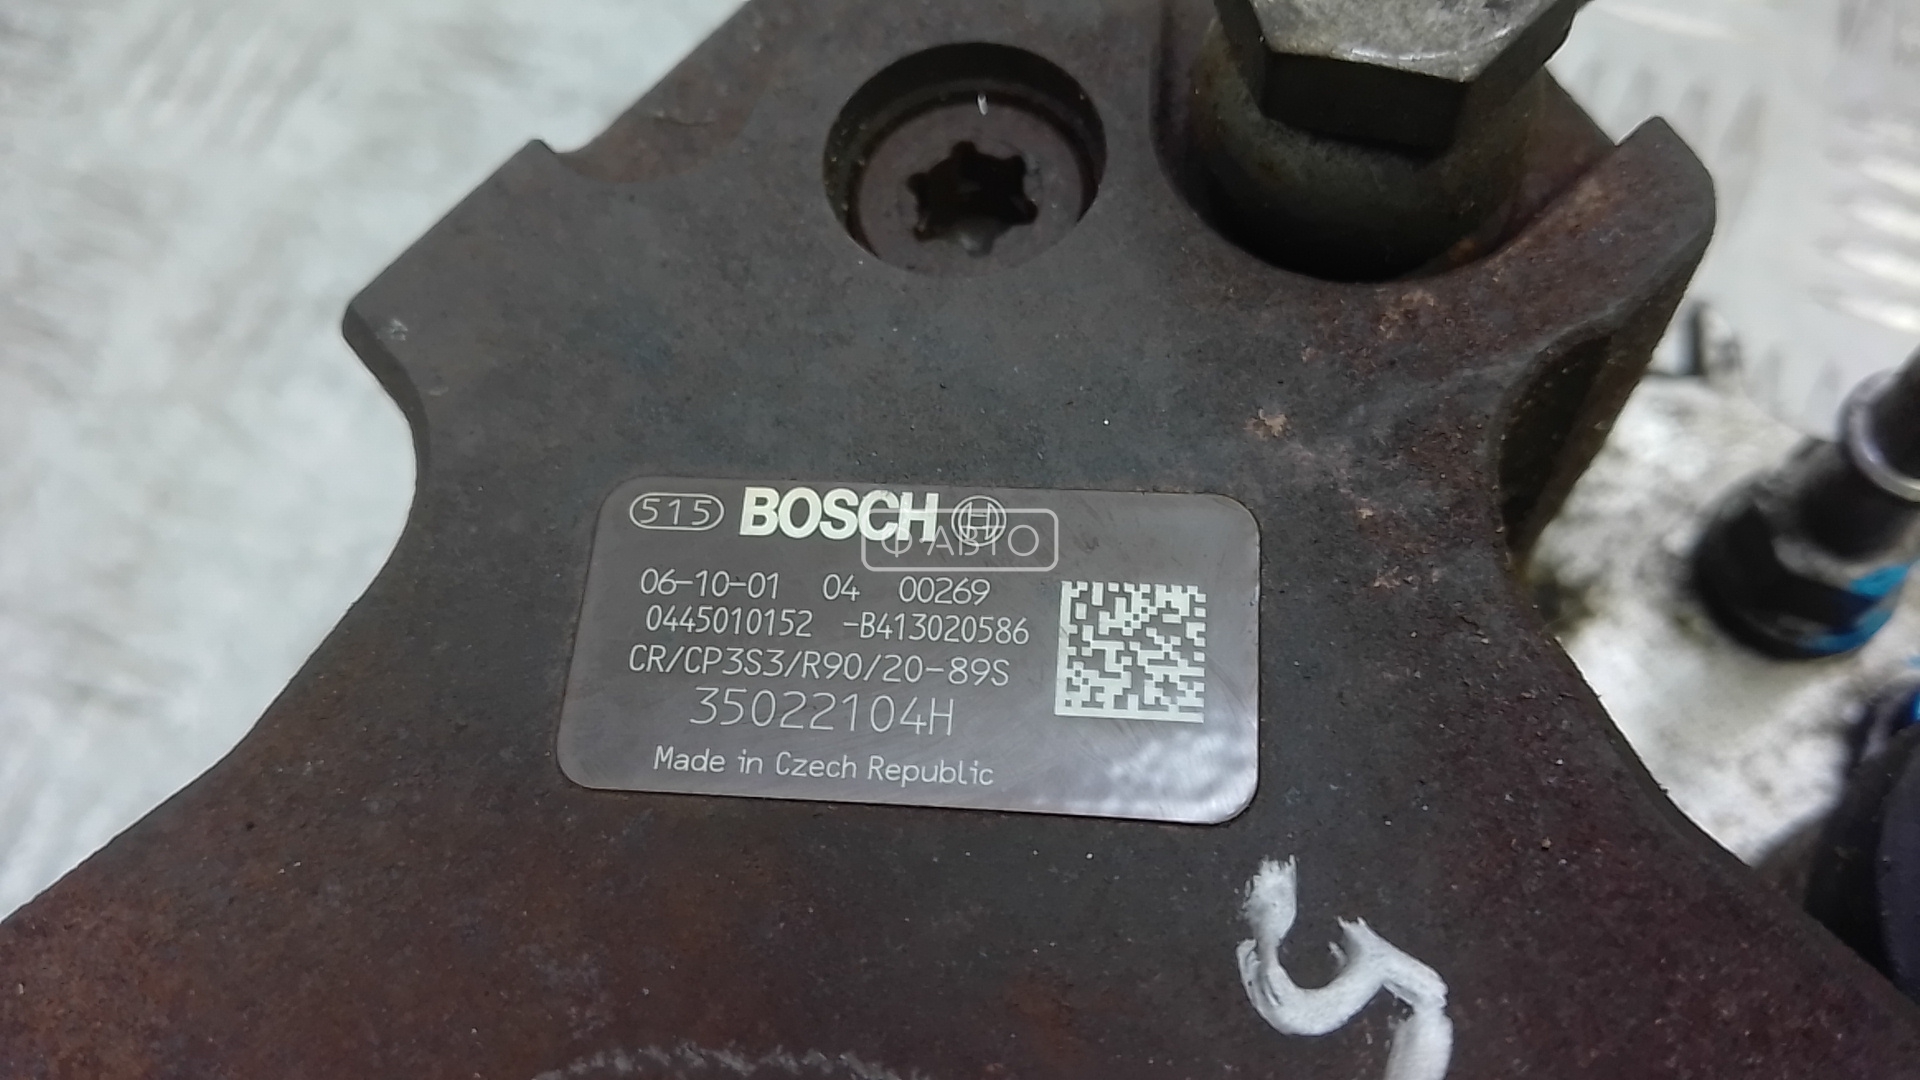 515 BOSCH
Ф-АВТО
06-10-01 04 00269
0445010152 -B413020586
CR/CP3S3/R90/20-89S
35022104H
Made in Czech Republic